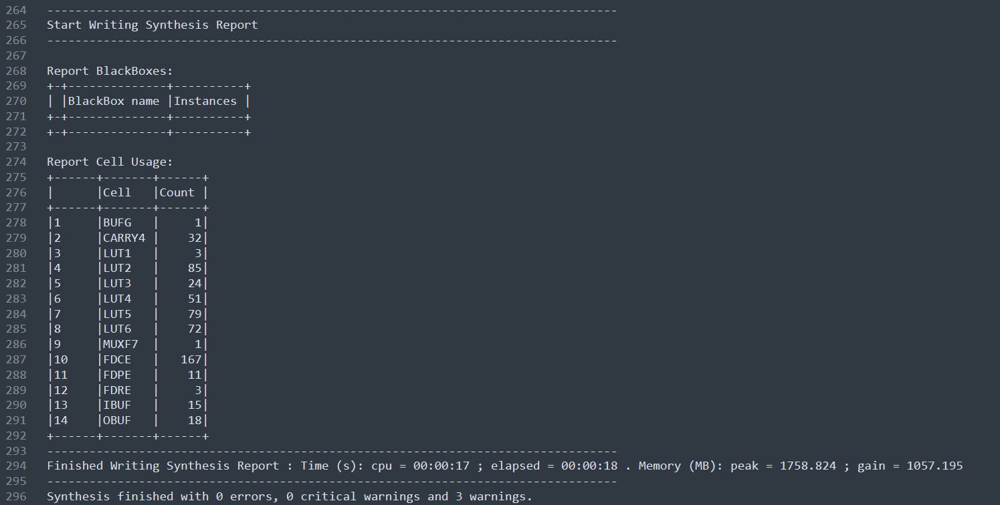 264 ---------------------------------------------------------------------------------
265 Start Writing Synthesis Report
266 ---------------------------------------------------------------------------------
267
268 Report BlackBoxes:
269 +-+--------------+----------+
270 | |BlackBox name |Instances |
271 +-+--------------+----------+
272 +-+--------------+----------+
273
274 Report Cell Usage:
275 +------+-------+------+
276 |      |Cell   |Count |
277 +------+-------+------+
278 |1     |BUFG   |     1|
279 |2     |CARRY4 |    32|
280 |3     |LUT1   |     3|
281 |4     |LUT2   |    85|
282 |5     |LUT3   |    24|
283 |6     |LUT4   |    51|
284 |7     |LUT5   |    79|
285 |8     |LUT6   |    72|
286 |9     |MUXF7  |     1|
287 |10    |FDCE   |   167|
288 |11    |FDPE   |    11|
289 |12    |FDRE   |     3|
290 |13    |IBUF   |    15|
291 |14    |OBUF   |    18|
292 +------+-------+------+
293 ---------------------------------------------------------------------------------
294 Finished Writing Synthesis Report : Time (s): cpu = 00:00:17 ; elapsed = 00:00:18 . Memory (MB): peak = 1758.824 ; gain = 1057.195
295 ---------------------------------------------------------------------------------
296 Synthesis finished with 0 errors, 0 critical warnings and 3 warnings.